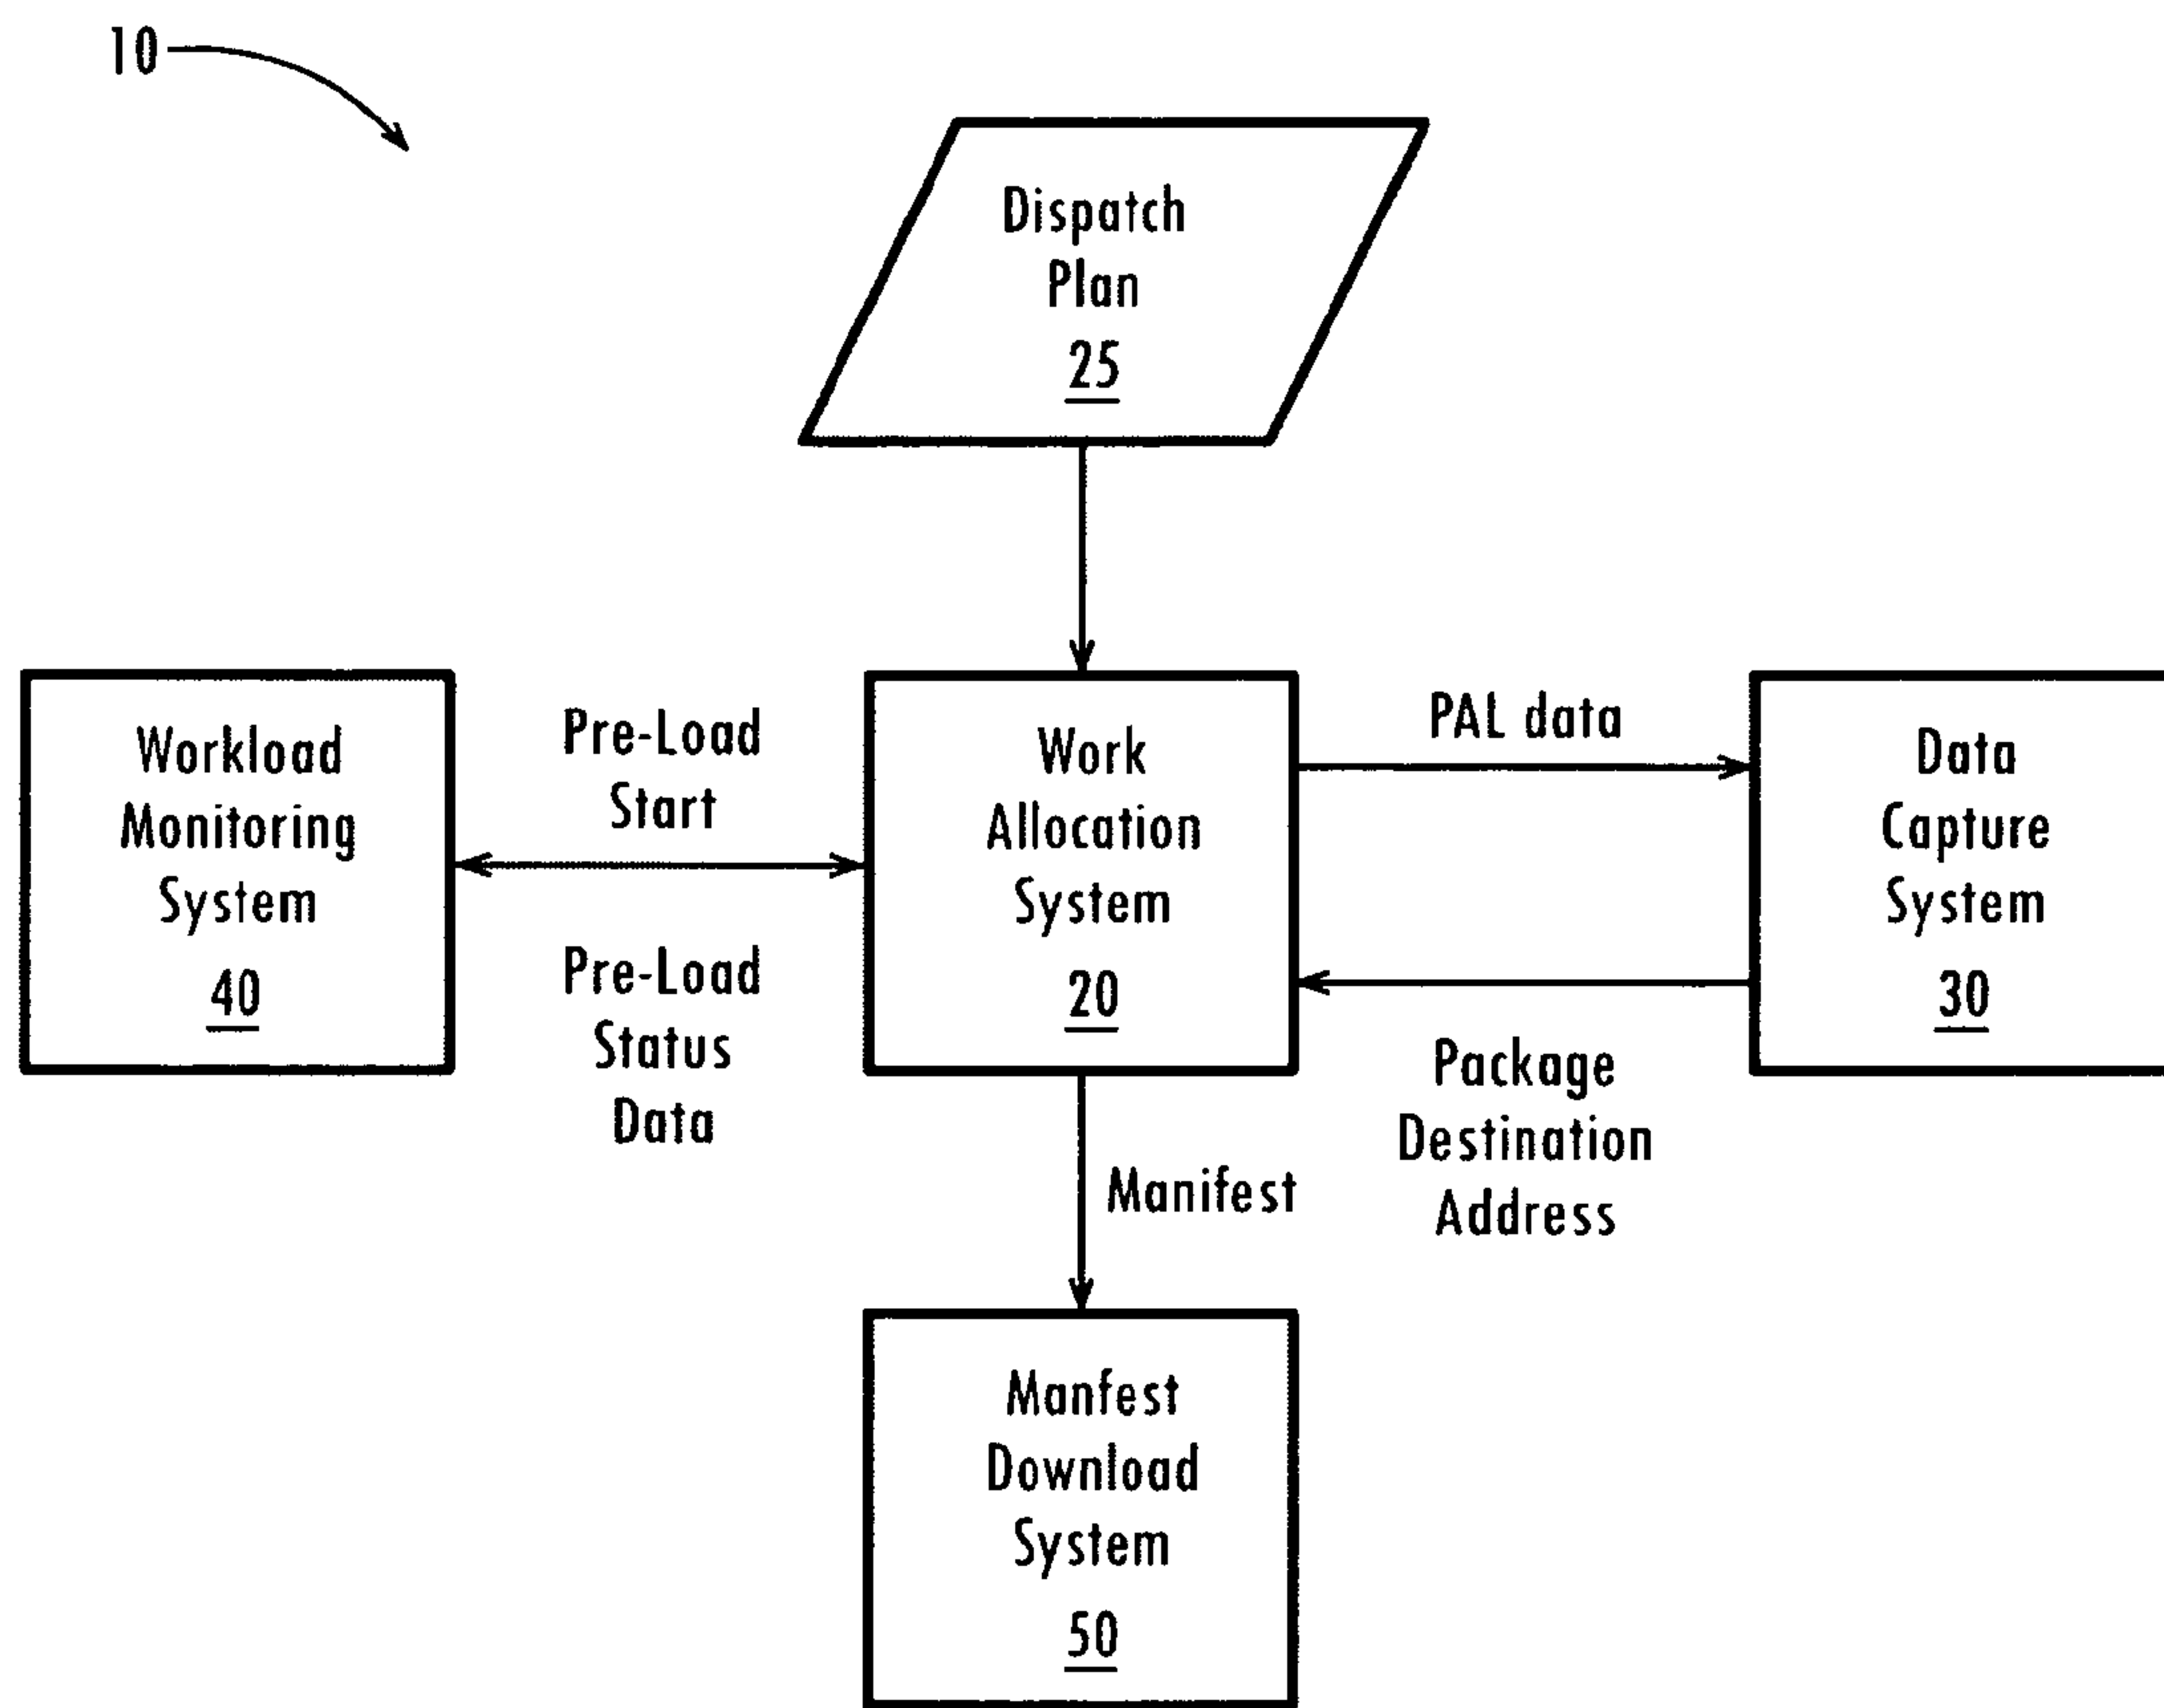 10
Dispatch
Plan
25
Workload
Monitoring
System
40
Pre-Load
Start
Pre-Load
Status
Data
Work
Allocation
System
20
PAL data
Package
Destination
Address
Data
Capture
System
30
Manifest
Manfest
Download
System
50